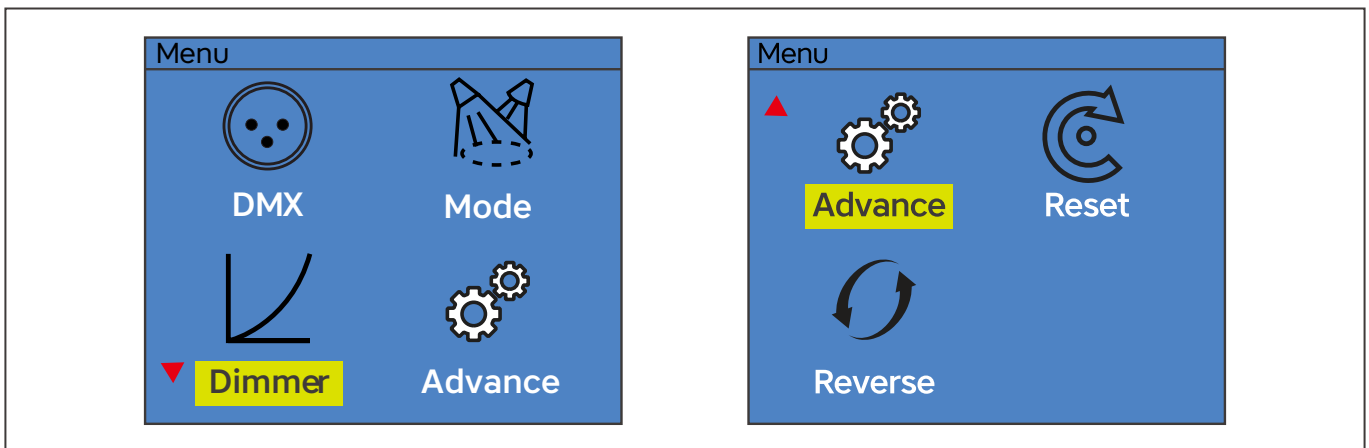 Menu
DMX
Mode
Dimmer
Advance
Menu
Advance
Reset
Reverse